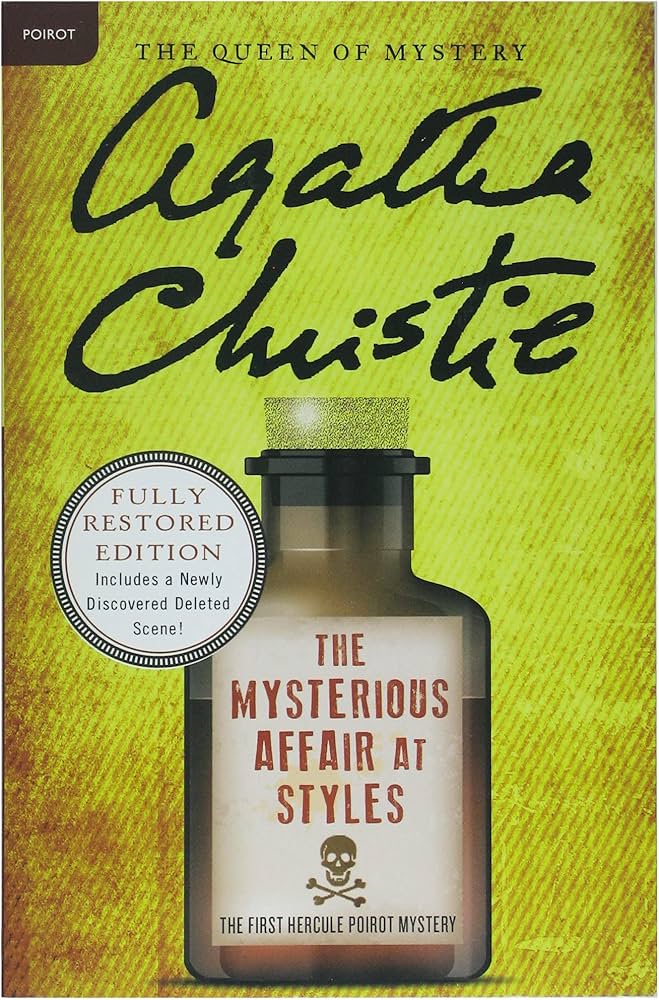 POIROT
THE QUEEN OF MYSTERY
Agatha
Christie
FULLY
RESTORED
EDITION
Includes a Newly
Discovered Deleted
Scene!
THE
MYSTERIOUS
AFFAIR AT
STYLES
THE FIRST HERCULE POIROT MYSTERY